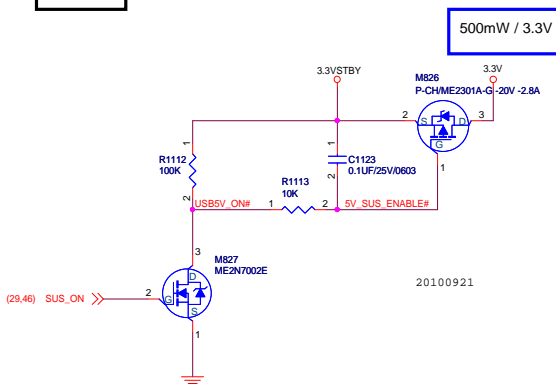 500mW / 3.3V
3.3VSTBY
M826
3.3V
P-CH/ME2301A-G -20V -2.8A
2
S
D
3
G
1
1
R1112
100K
2
1
C1123
0.1UF/25V/0603
2
R1113
10K
USB5V_ON#
1
2
5V_SUS_ENABLE#
3
M827
ME2N7002E
D
20100921
(29,46) SUS_ON
2
G
S
1